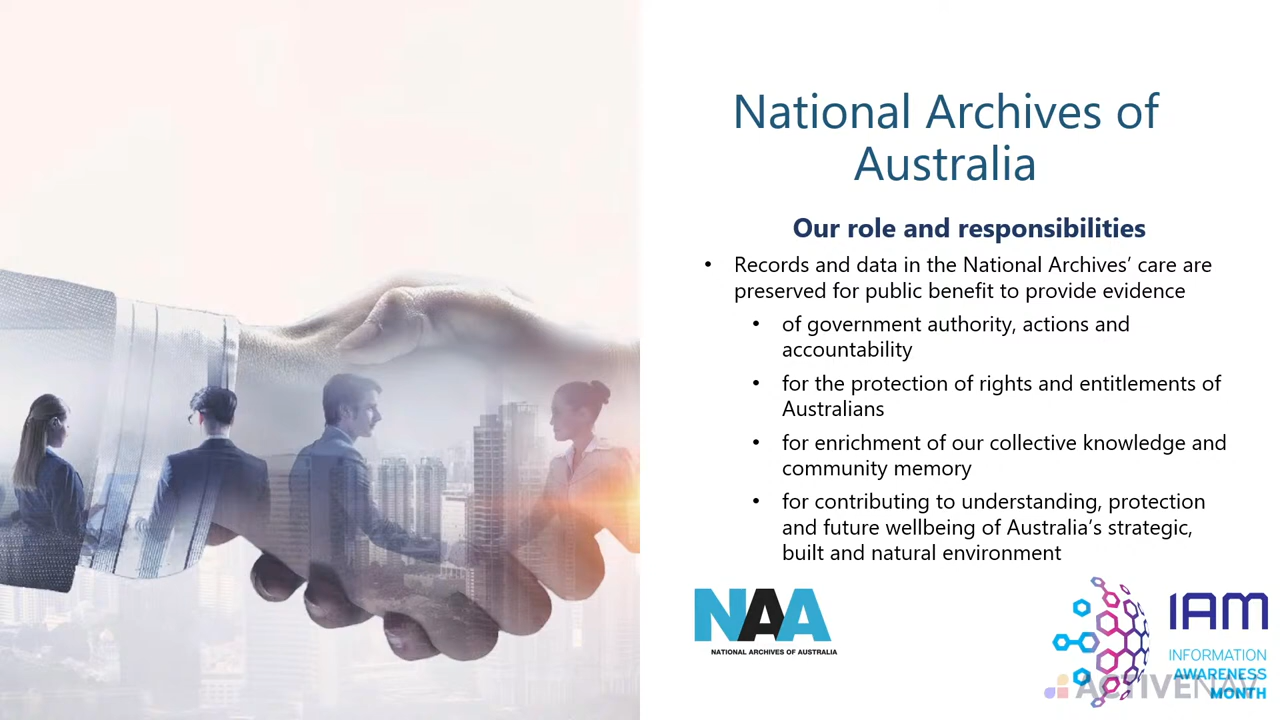 National Archives of
Australia
Our role and responsibilities
• Records and data in the National Archives’ care are
preserved for public benefit to provide evidence
• of government authority, actions and
accountability
• for the protection of rights and entitlements of
Australians
• for enrichment of our collective knowledge and
community memory
• for contributing to understanding, protection
and future wellbeing of Australia’s strategic,
built and natural environment
NAA
NATIONAL ARCHIVES OF AUSTRALIA
IAM
INFORMATION
AWARENESS
MONTH
ACTIVENAV